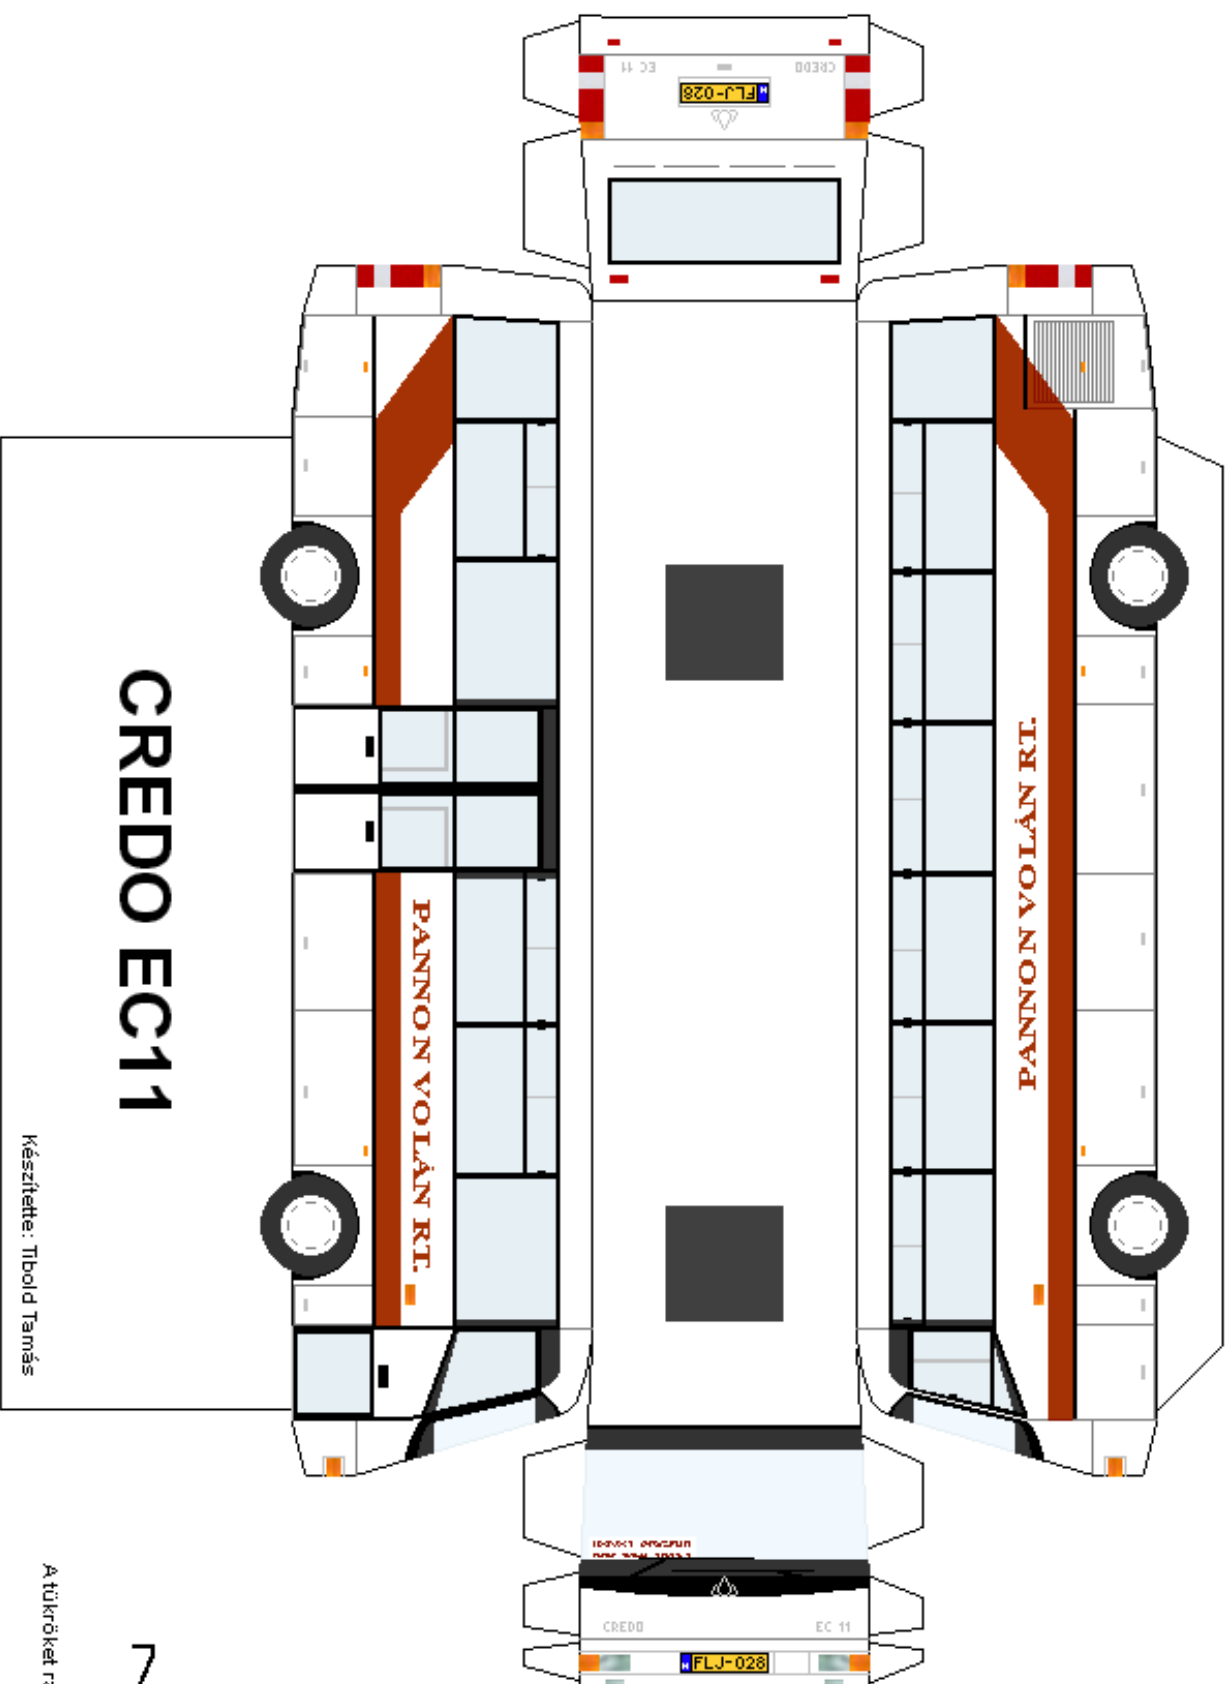 EC 11
CREDO
FLJ-028
PANNON VOLÁN RT.
PANNON VOLÁN RT.
CREDO EC11
Készítette: Tibold Tamás
A tükröket
CREDO
EC 11
H FLJ-028